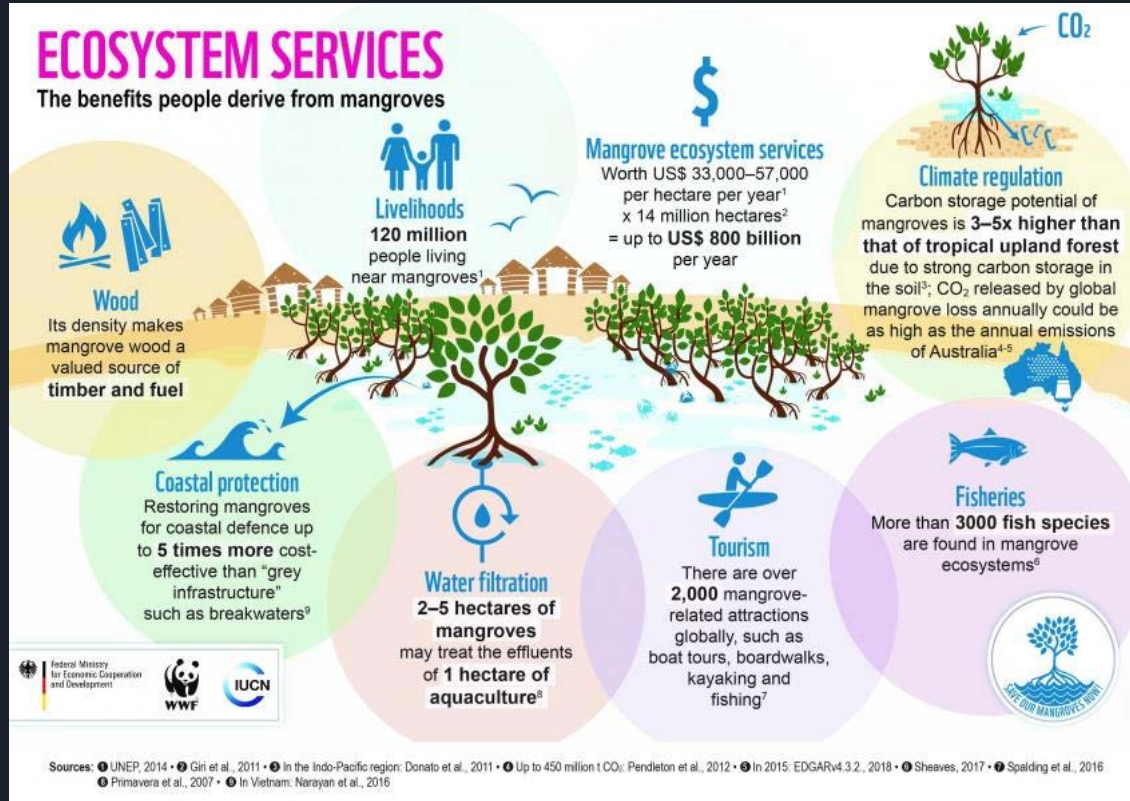 ECOSYSTEM SERVICES
The benefits people derive from mangroves
Wood
Its density makes
mangrove wood a
valued source of
timber and fuel
Livelihoods
120 million
people living
near mangroves¹
$
Mangrove ecosystem services
Worth US$ 33,000–57,000
per hectare per year¹
x 14 million hectares²
= up to US$ 800 billion
per year
CO₂
C C C
Climate regulation
Carbon storage potential of
mangroves is 3–5x higher than
that of tropical upland forest
due to strong carbon storage in
the soil³; CO₂ released by global
mangrove loss annually could be
as high as the annual emissions
of Australia⁴⁻⁵
Coastal protection
Restoring mangroves
for coastal defence up
to 5 times more cost-
effective than “grey
infrastructure”
such as breakwaters⁹
Water filtration
2–5 hectares of
mangroves
may treat the effluents
of 1 hectare of
aquaculture⁸
Tourism
There are over
2,000 mangrove-
related attractions
globally, such as
boat tours, boardwalks,
kayaking and
fishing⁷
Fisheries
More than 3000 fish species
are found in mangrove
ecosystems⁶
Federal Ministry
for Economic Cooperation
and Development
WWF
IUCN
SAVE OUR MANGROVES NOW!
Sources: ❶ UNEP, 2014 • ❷ Giri et al., 2011 • ❸ In the Indo-Pacific region: Donato et al., 2011 • ❹ Up to 450 million t CO₂: Pendleton et al., 2012 • ❺ In 2015: EDGARv4.3.2., 2018 • ❻ Sheaves, 2017 • ❼ Spalding et al., 2016
❽ Primavera et al., 2007 • ❾ In Vietnam: Narayan et al., 2016